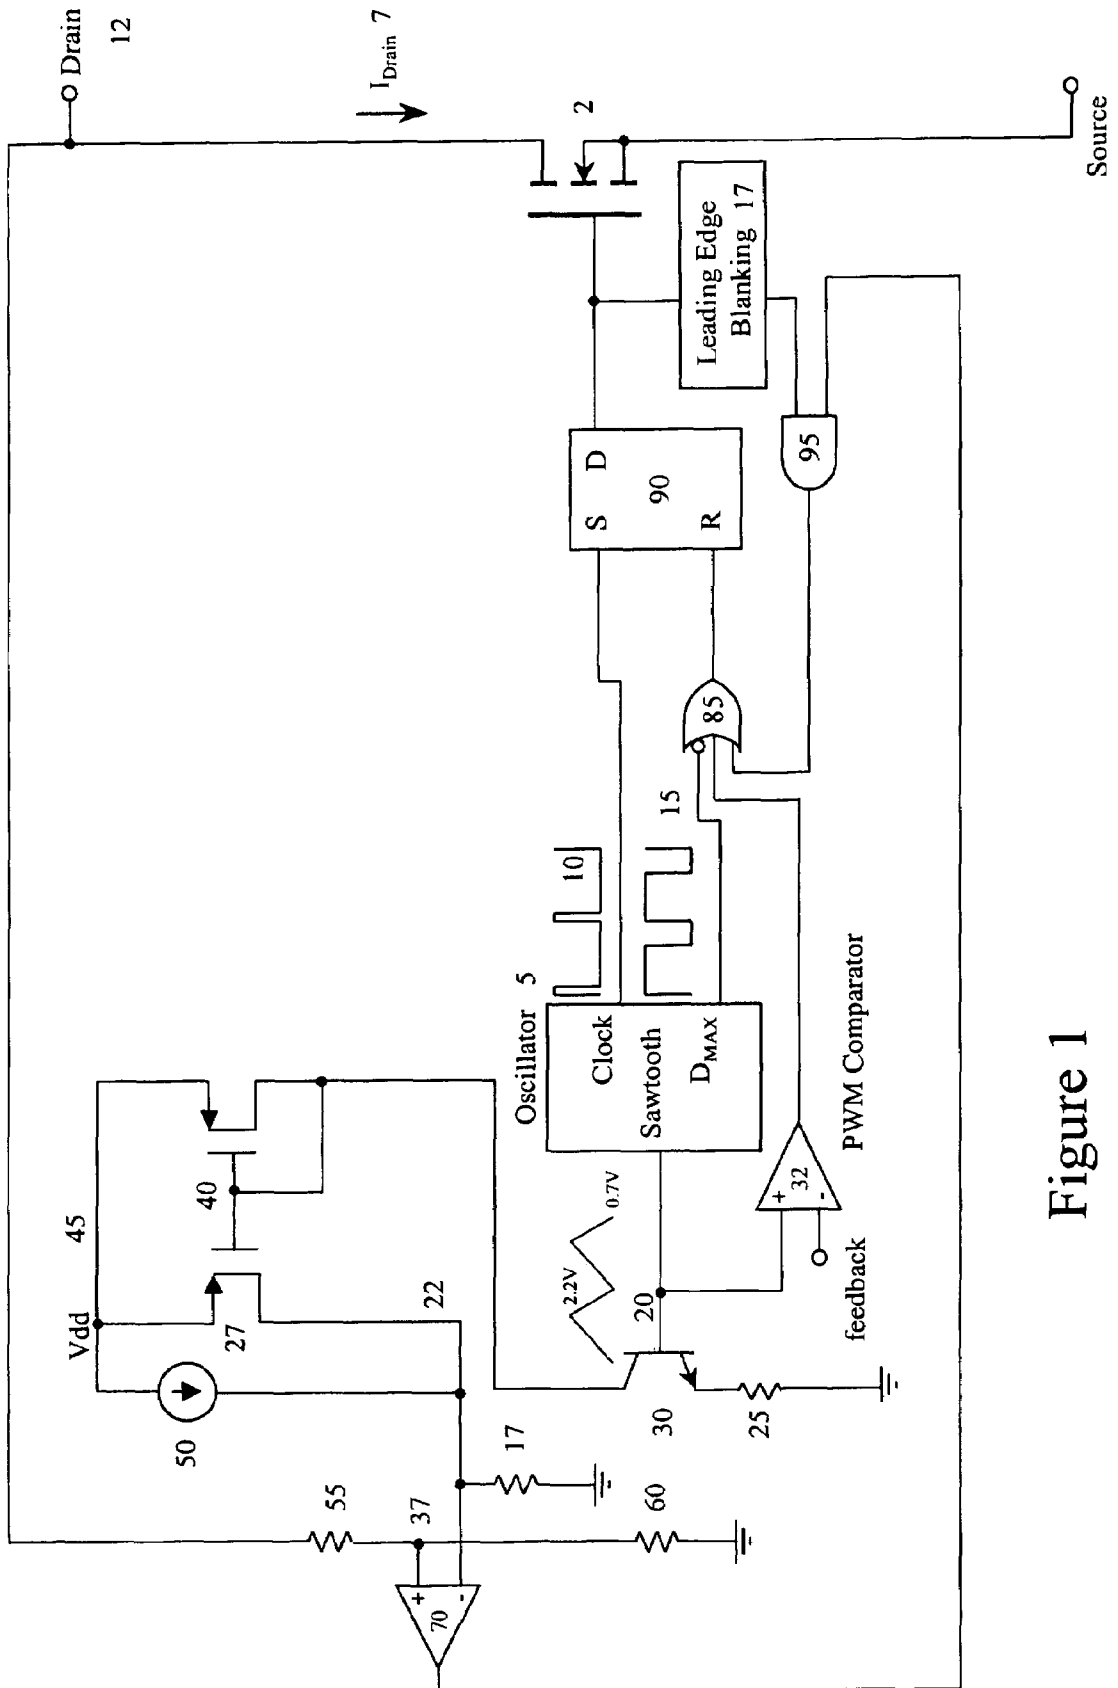 Vdd
45
Drain
12
50
40
27
55
I_Drain 7
37
22
+
-
70
17
Oscillator 5
10
2
2.2V
0.7V
Clock
S
D
20
Sawtooth
60
30
90
15
D_MAX
R
85
Leading Edge
Blanking 17
25
+
32
-
95
PWM Comparator
feedback
Source
Figure 1